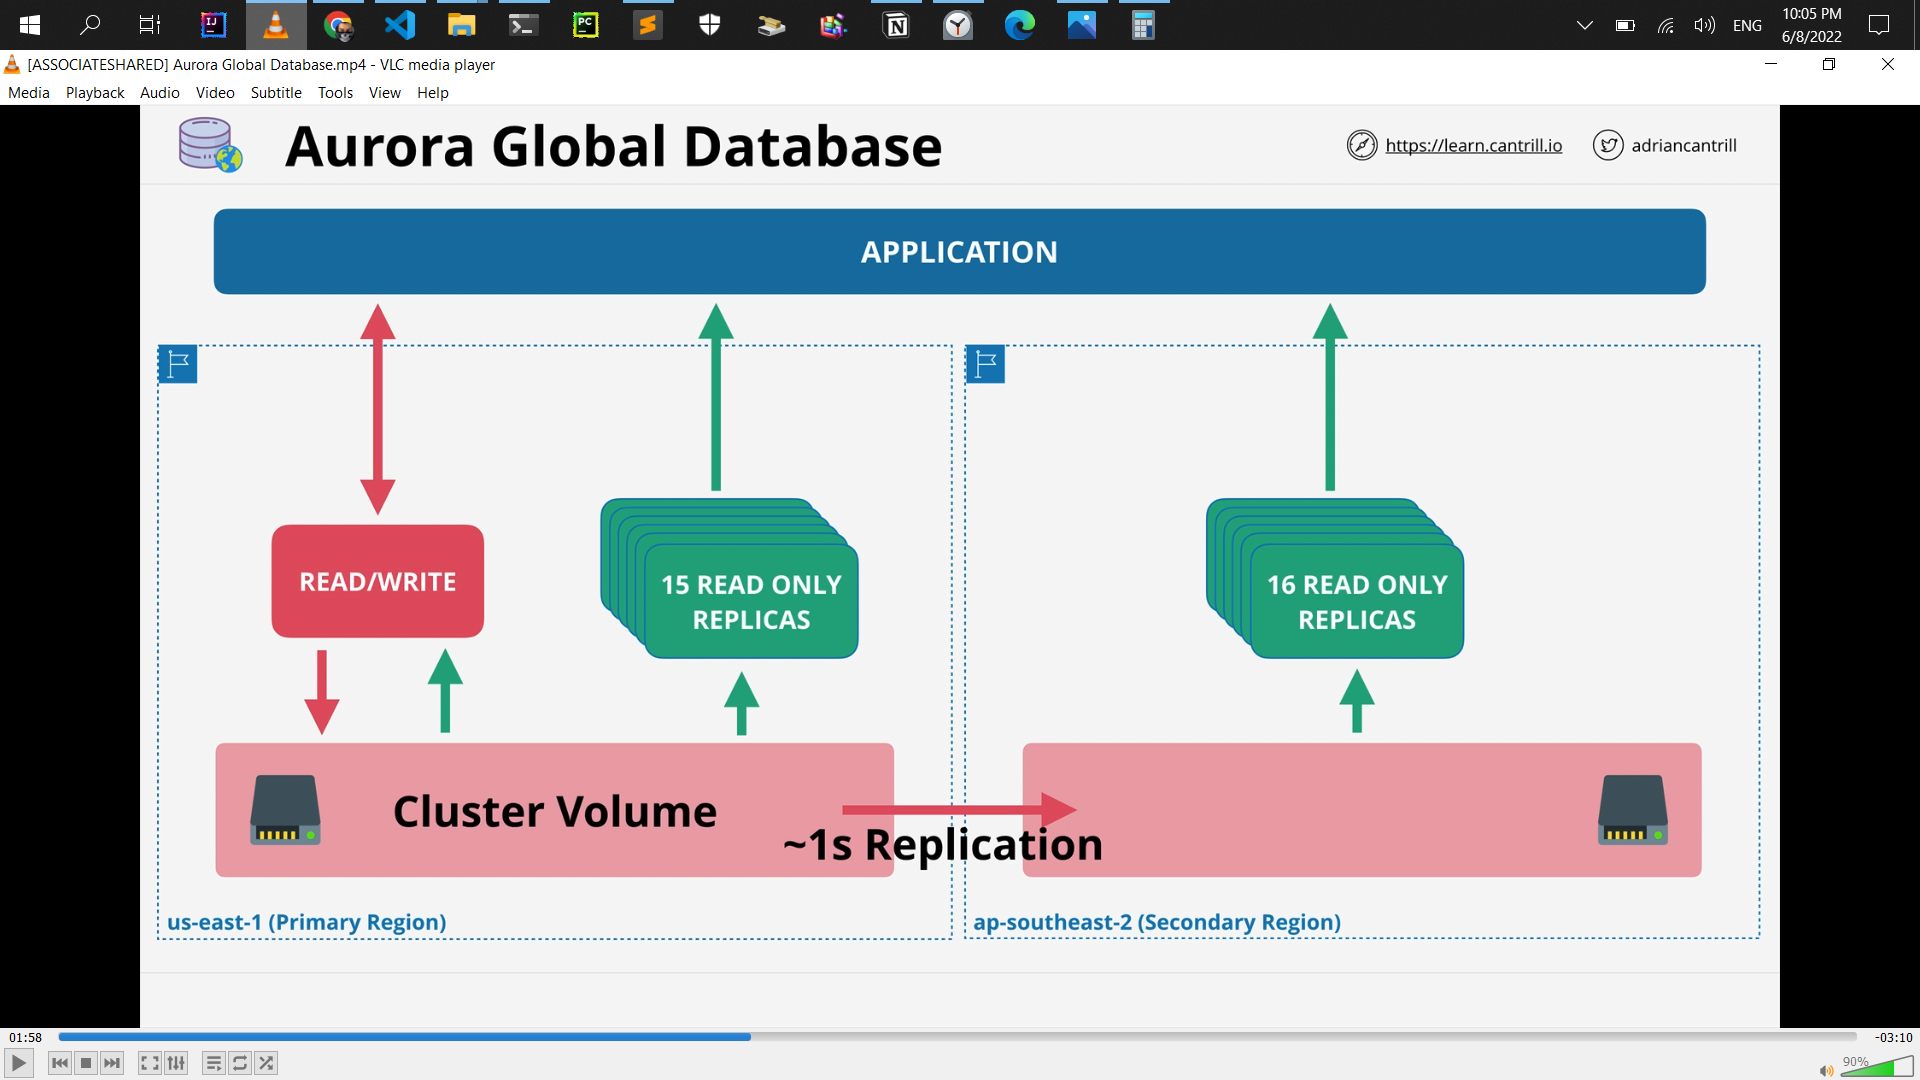 IJ
PC
ENG
10:05 PM
6/8/2022
[ASSOCIATESHARED] Aurora Global Database.mp4 - VLC media player
Media Playback Audio Video Subtitle Tools View Help
Aurora Global Database
https://learn.cantrill.io
adriancantrill
APPLICATION
READ/WRITE
15 READ ONLY
REPLICAS
16 READ ONLY
REPLICAS
Cluster Volume
~1s Replication
us-east-1 (Primary Region)
ap-southeast-2 (Secondary Region)
01:58
-03:10
90%